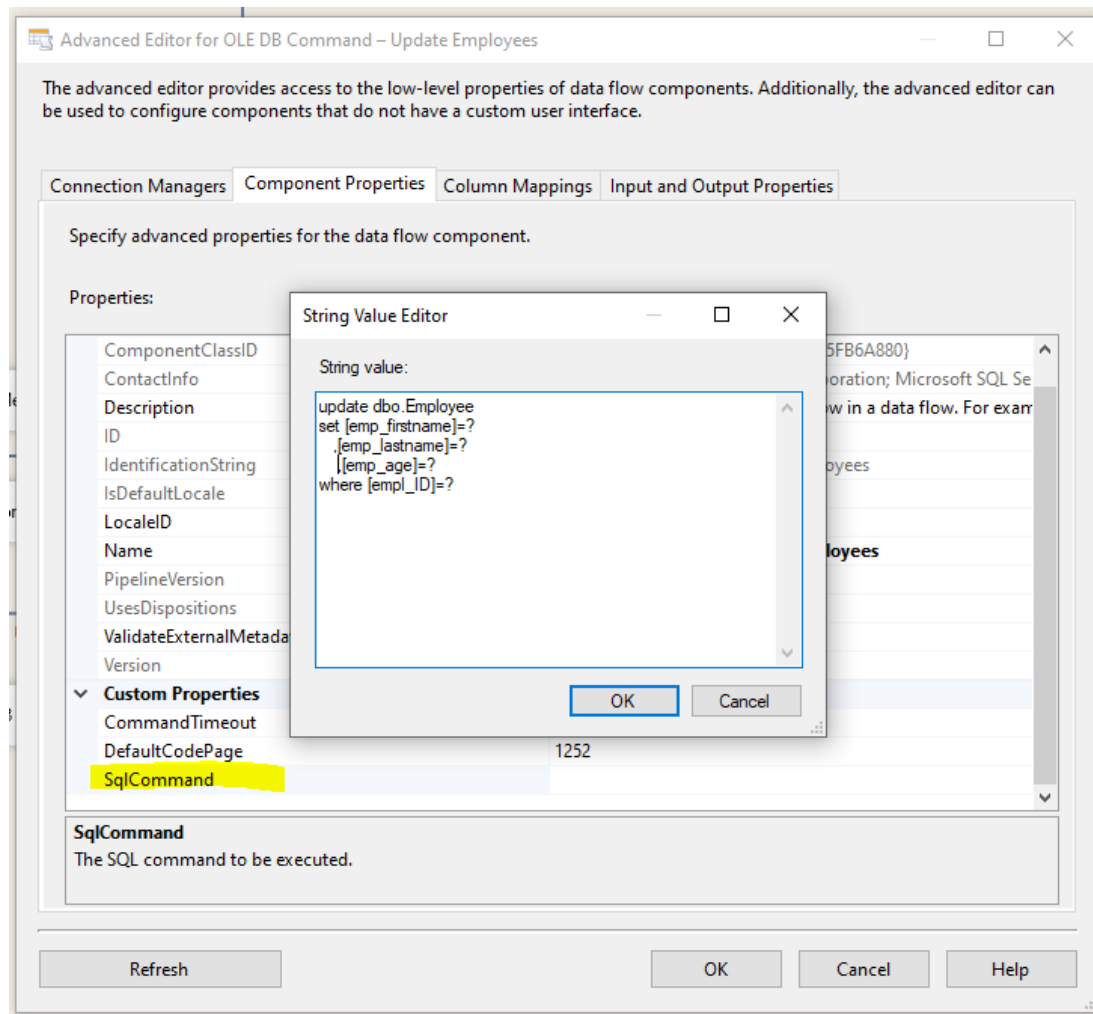 Advanced Editor for OLE DB Command – Update Employees
The advanced editor provides access to the low-level properties of data flow components. Additionally, the advanced editor can
be used to configure components that do not have a custom user interface.
Connection Managers Component Properties Column Mappings Input and Output Properties
Specify advanced properties for the data flow component.
Properties:
String Value Editor
String value:
update dbo.Employee
set [emp_firstname]=?
,[emp_lastname]=?
,[emp_age]=?
where [empl_ID]=?
OK Cancel
ComponentClassID 5FB6A880}
ContactInfo oration; Microsoft SQL Se
Description ow in a data flow. For exam
ID
IdentificationString oyees
IsDefaultLocale
LocaleID
Name loyees
PipelineVersion
UsesDispositions
ValidateExternalMetada
Version
Custom Properties
CommandTimeout
DefaultCodePage 1252
SqlCommand
SqlCommand
The SQL command to be executed.
Refresh OK Cancel Help